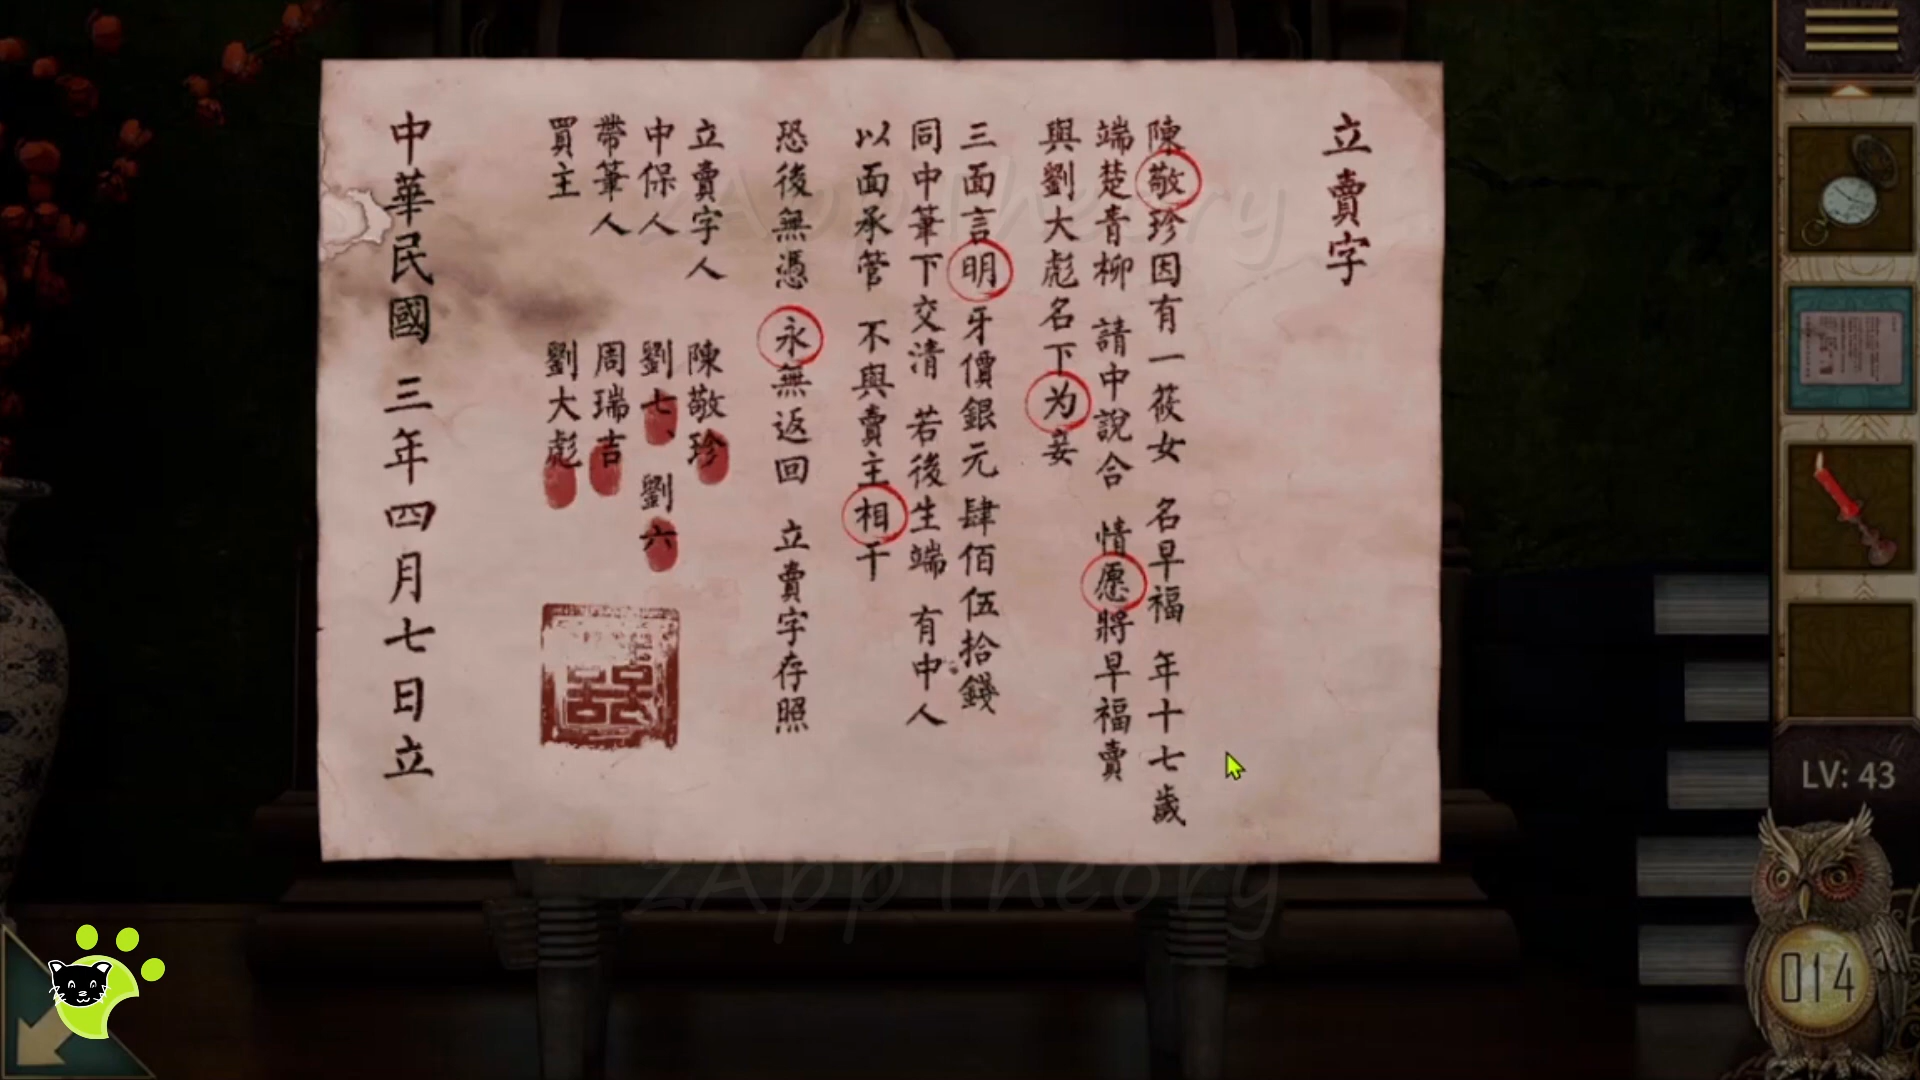 立賣字
陳敬珍因有一筱女 名早福 年十七歲
端楚青柳 請中說合 情愿將早福賣
與劉大彪名下为妾
三面言明牙價銀元肆佰伍拾錢
同中筆下交清 若後生端 有中人
以面承管 不與賣主相干
恐後無憑 永無返回 立賣字存照
立賣字人 陳敬珍
中保人 劉七、劉六
帶筆人 周瑞吉
買主 劉大彪
中華民國 三年四月七日立
LV: 43
014
2AppTheory
2AppTheory